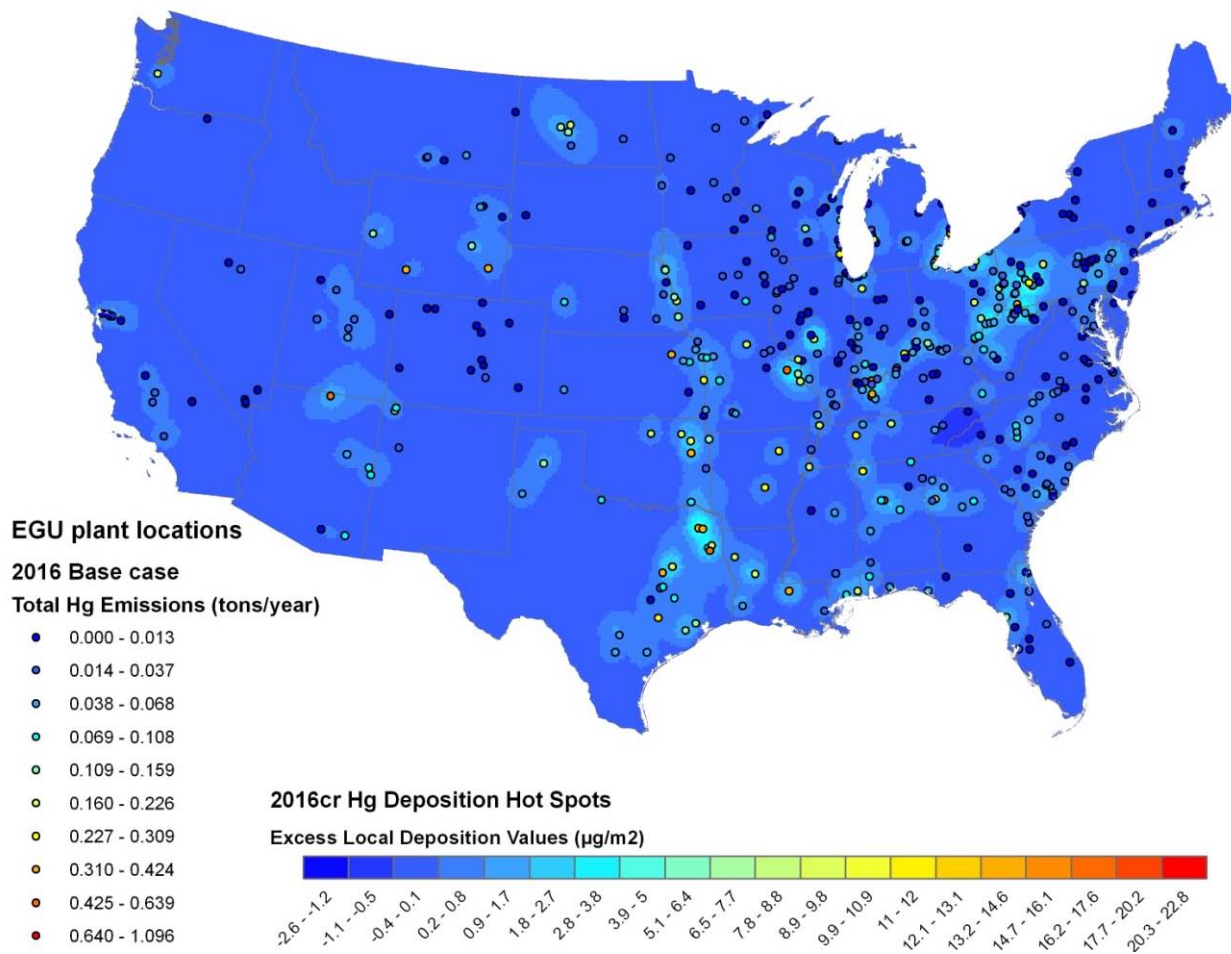 EGU plant locations
2016 Base case
Total Hg Emissions (tons/year)
0.000 - 0.013
0.014 - 0.037
0.038 - 0.068
0.069 - 0.108
0.109 - 0.159
0.160 - 0.226
0.227 - 0.309
0.310 - 0.424
0.425 - 0.639
0.640 - 1.096
2016cr Hg Deposition Hot Spots
Excess Local Deposition Values (µg/m2)
-2.6 - -1.2
-1.1 - -0.5
-0.4 - 0.1
0.2 - 0.8
0.9 - 1.7
1.8 - 2.7
2.8 - 3.8
3.9 - 5
5.1 - 6.4
6.5 - 7.7
7.8 - 8.8
8.9 - 9.8
9.9 - 10.9
11 - 12
12.1 - 13.1
13.2 - 14.6
14.7 - 16.1
16.2 - 17.6
17.7 - 20.2
20.3 - 22.8